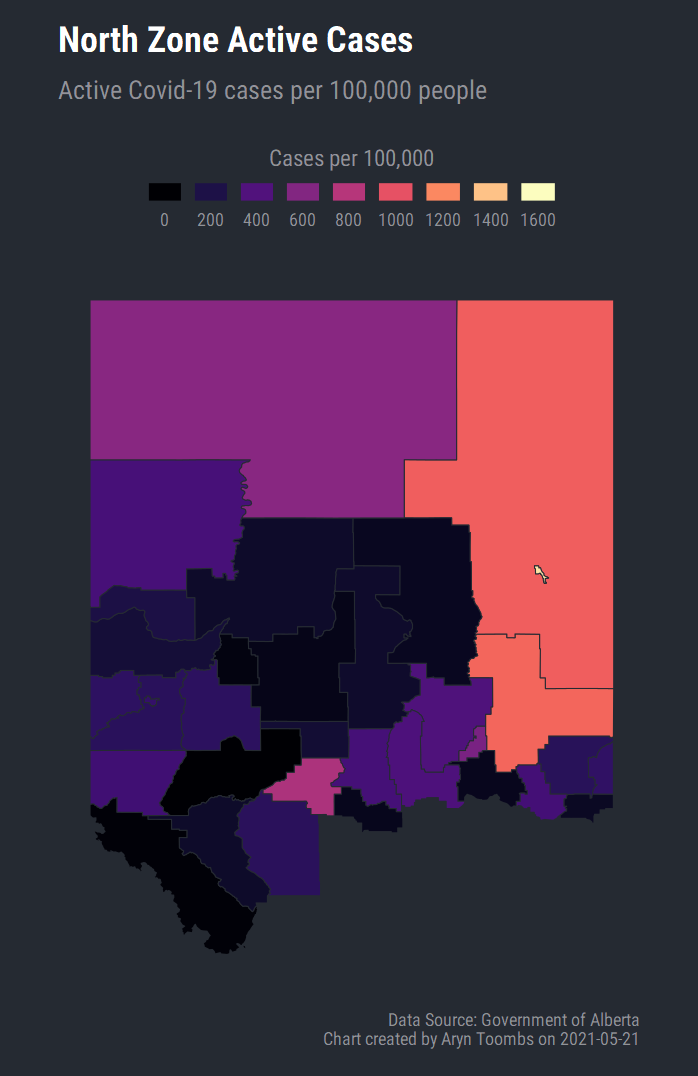 North Zone Active Cases
Active Covid-19 cases per 100,000 people
Cases per 100,000
0 200 400 600 800 1000 1200 1400 1600
Data Source: Government of Alberta
Chart created by Aryn Toombs on 2021-05-21